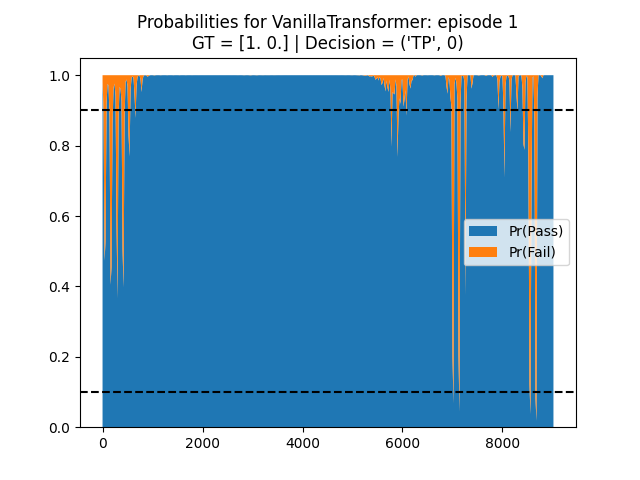 Probabilities for VanillaTransformer: episode 1
GT = [1. 0.] | Decision = ('TP', 0)
1.0
0.8
0.6
Pr(Pass)
Pr(Fail)
0.4
0.2
0.0
0 2000 4000 6000 8000